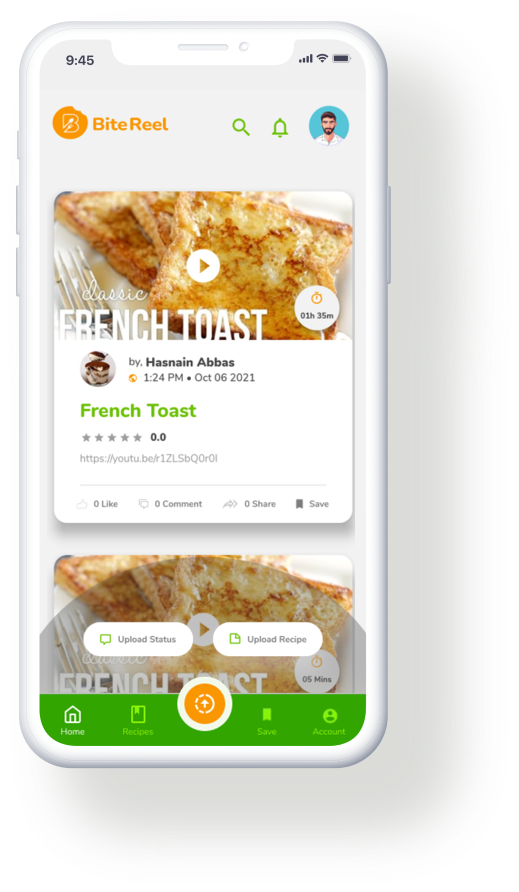 9:45
BiteReel
classic
FRENCH TOAST
01h 35m
by, Hasnain Abbas
1:24 PM • Oct 06 2021
French Toast
0.0
https://youtu.be/r1ZLSbQ0r0I
0 Like 0 Comment 0 Share Save
Upload Status Upload Recipe
classic
FRENCH TOAST
05 Mins
Home Recipes Save Account